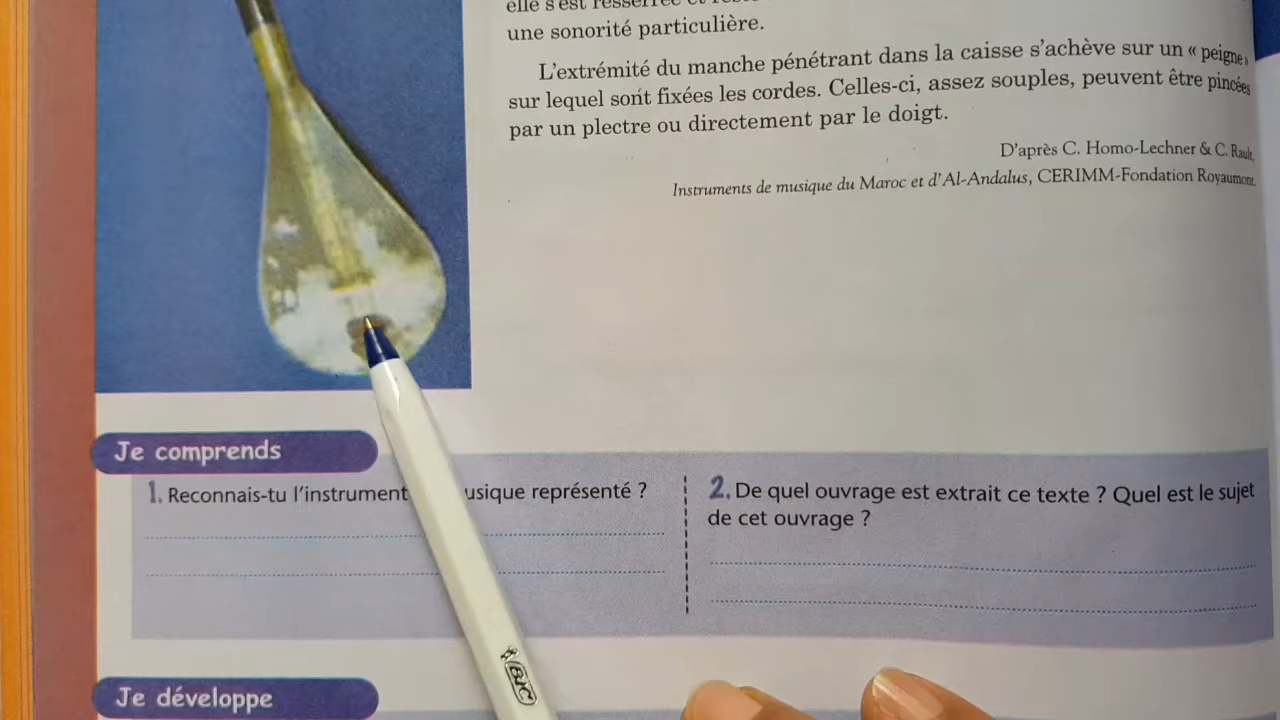 elle s'est resserrée et
une sonorité particulière.
L'extrémité du manche pénétrant dans la caisse s'achève sur un « peigne »
sur lequel sont fixées les cordes. Celles-ci, assez souples, peuvent être pincées
par un plectre ou directement par le doigt.
D'après C. Homo-Lechner & C. Rault,
Instruments de musique du Maroc et d'Al-Andalus, CERIMM-Fondation Royaumont.
Je comprends
1. Reconnais-tu l'instrument usique représenté ?
2. De quel ouvrage est extrait ce texte ? Quel est le sujet
de cet ouvrage ?
BIC
Je développe